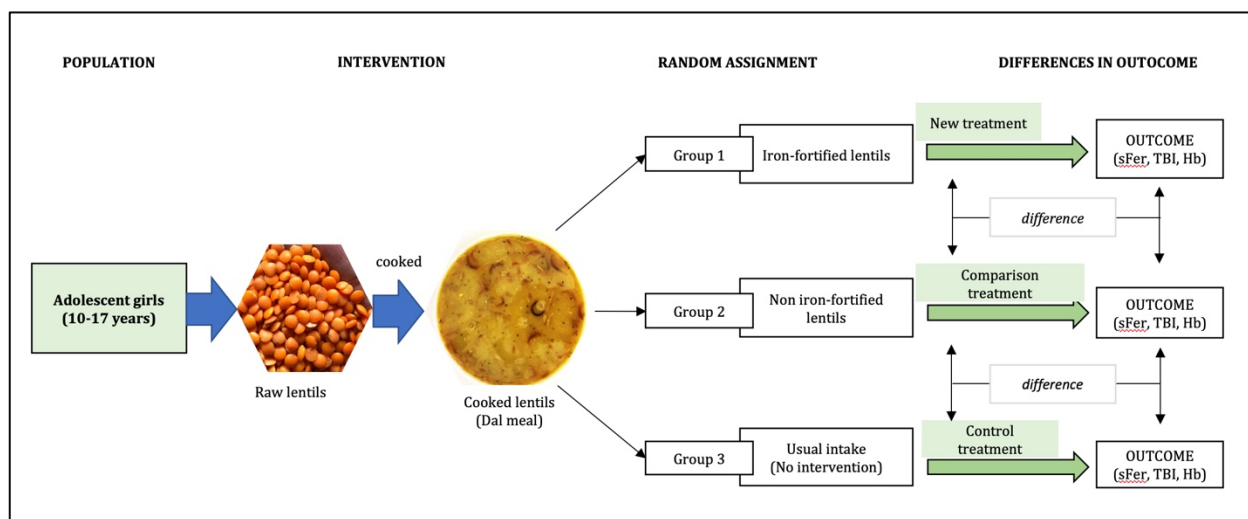 POPULATION
INTERVENTION
RANDOM ASSIGNMENT
DIFFERENCES IN OUTOCOME
Adolescent girls
(10-17 years)
Raw lentils
cooked
Cooked lentils
(Dal meal)
Group 1
Iron-fortified lentils
New treatment
OUTCOME
(sFer, TBI, Hb)
difference
Group 2
Non iron-fortified
lentils
Comparison
treatment
OUTCOME
(sFer, TBI, Hb)
difference
Group 3
Usual intake
(No intervention)
Control
treatment
OUTCOME
(sFer, TBI, Hb)